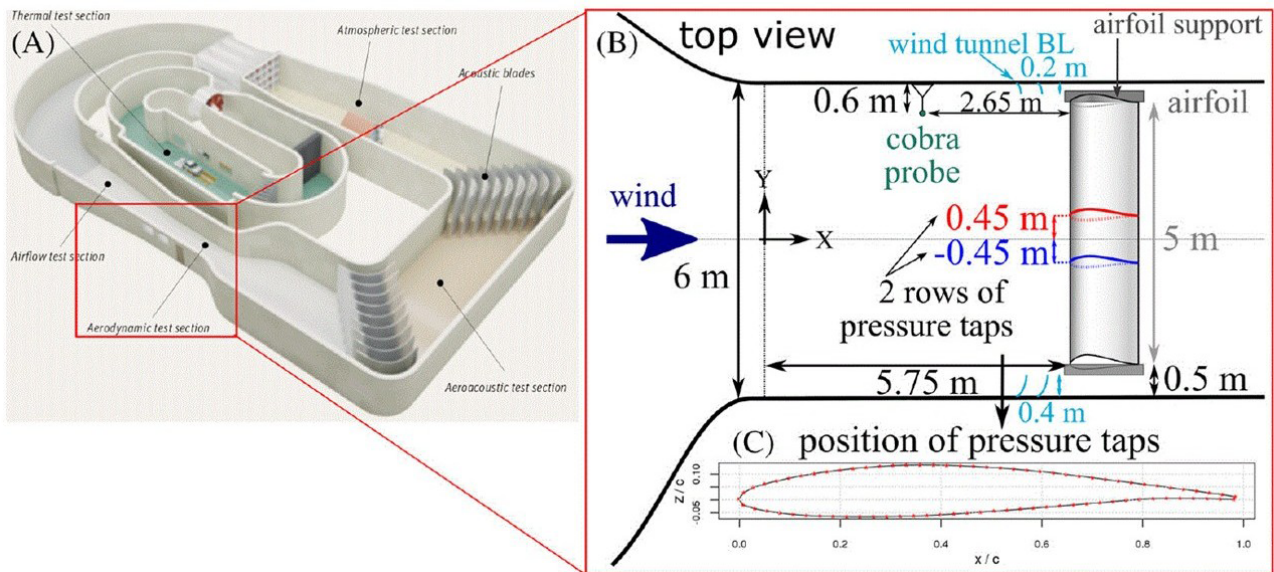 (A)
Thermal test section
Atmospheric test section
Acoustic blades
Airflow test section
Aerodynamic test section
Aeroacoustic test section
(B)
top view
wind tunnel BL
airfoil support
0.2 m
0.6 m
2.65 m
airfoil
cobra
probe
Y
X
wind
0.45 m
-0.45 m
5 m
6 m
2 rows of
pressure taps
5.75 m
0.5 m
0.4 m
(C)
position of pressure taps
z / c
0.10
-0.05
0.0
0.2
0.4
0.6
0.8
1.0
x / c